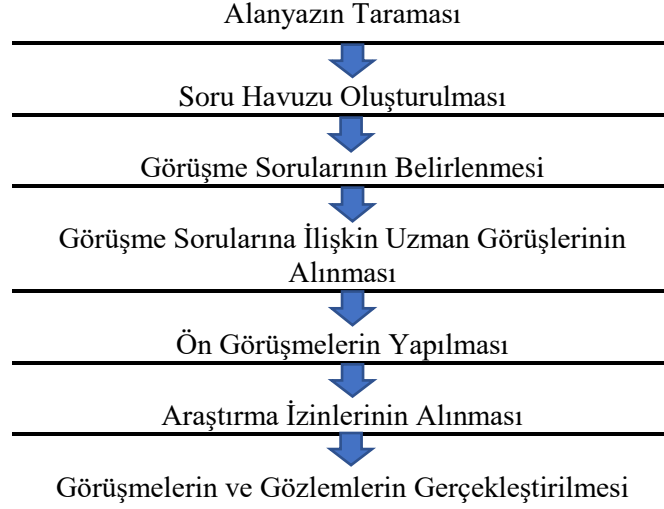 Alanyazın Taraması
Soru Havuzu Oluşturulması
Görüşme Sorularının Belirlenmesi
Görüşme Sorularına İlişkin Uzman Görüşlerinin
Alınması
Ön Görüşmelerin Yapılması
Araştırma İzinlerinin Alınması
Görüşmelerin ve Gözlemlerin Gerçekleştirilmesi